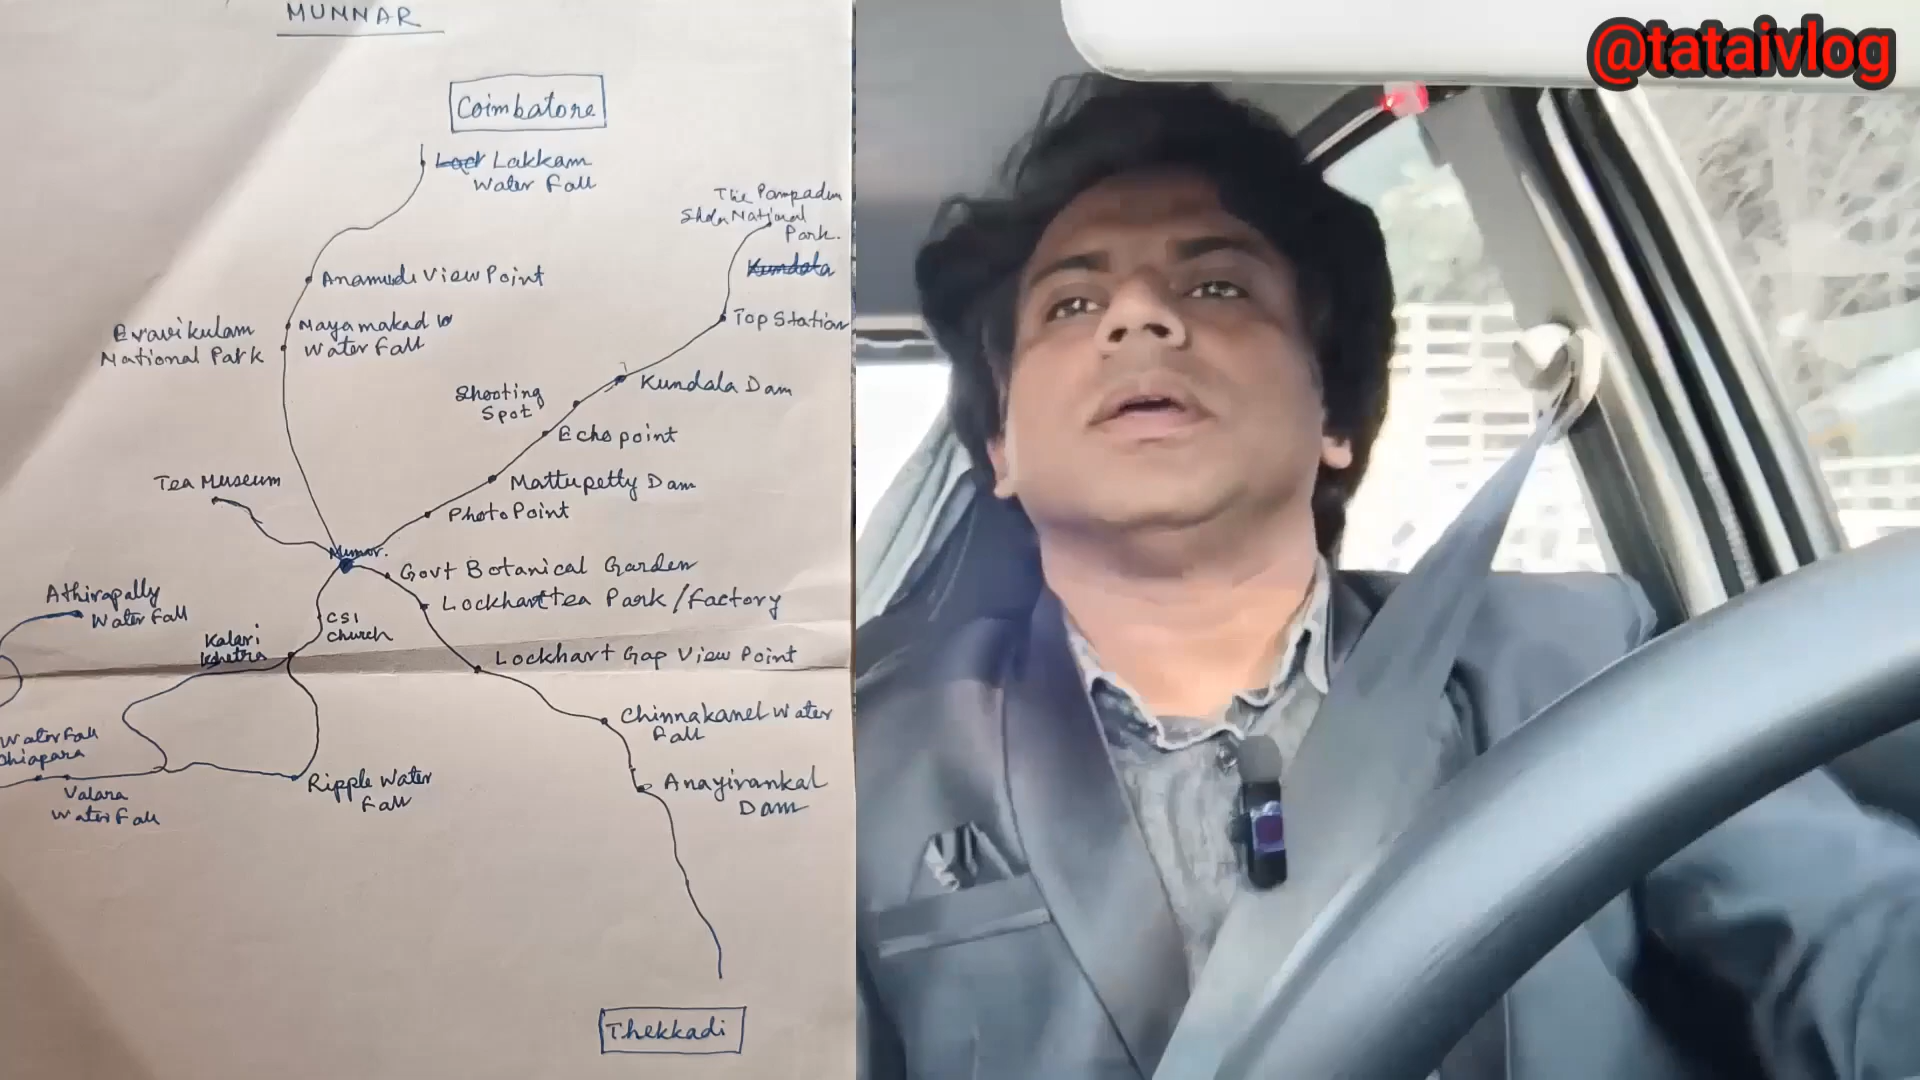 MUNNAR
@tataivlog
Coimbatore
Lakkam
Water Fall
The Pampadum
Shola National
Park.
Kundala
Anamudi View Point
Eravikulam
National Park
Nayamakad W
Water Fall
Top Station
Kundala Dam
Shooting
Spot
Echo point
Tea Museum
Mattupetty Dam
Photo Point
Munnar.
Govt Botanical Garden
Lockhart tea Park / Factory
Athirapally
Water Fall
CSI
Church
Kalari
Kshetra
Lockhart Gap View Point
Chinnakanel Water
Fall
Water Fall
Chiapara
Valara
Water Fall
Ripple Water
Fall
Anayirankal
Dam
Thekkadi